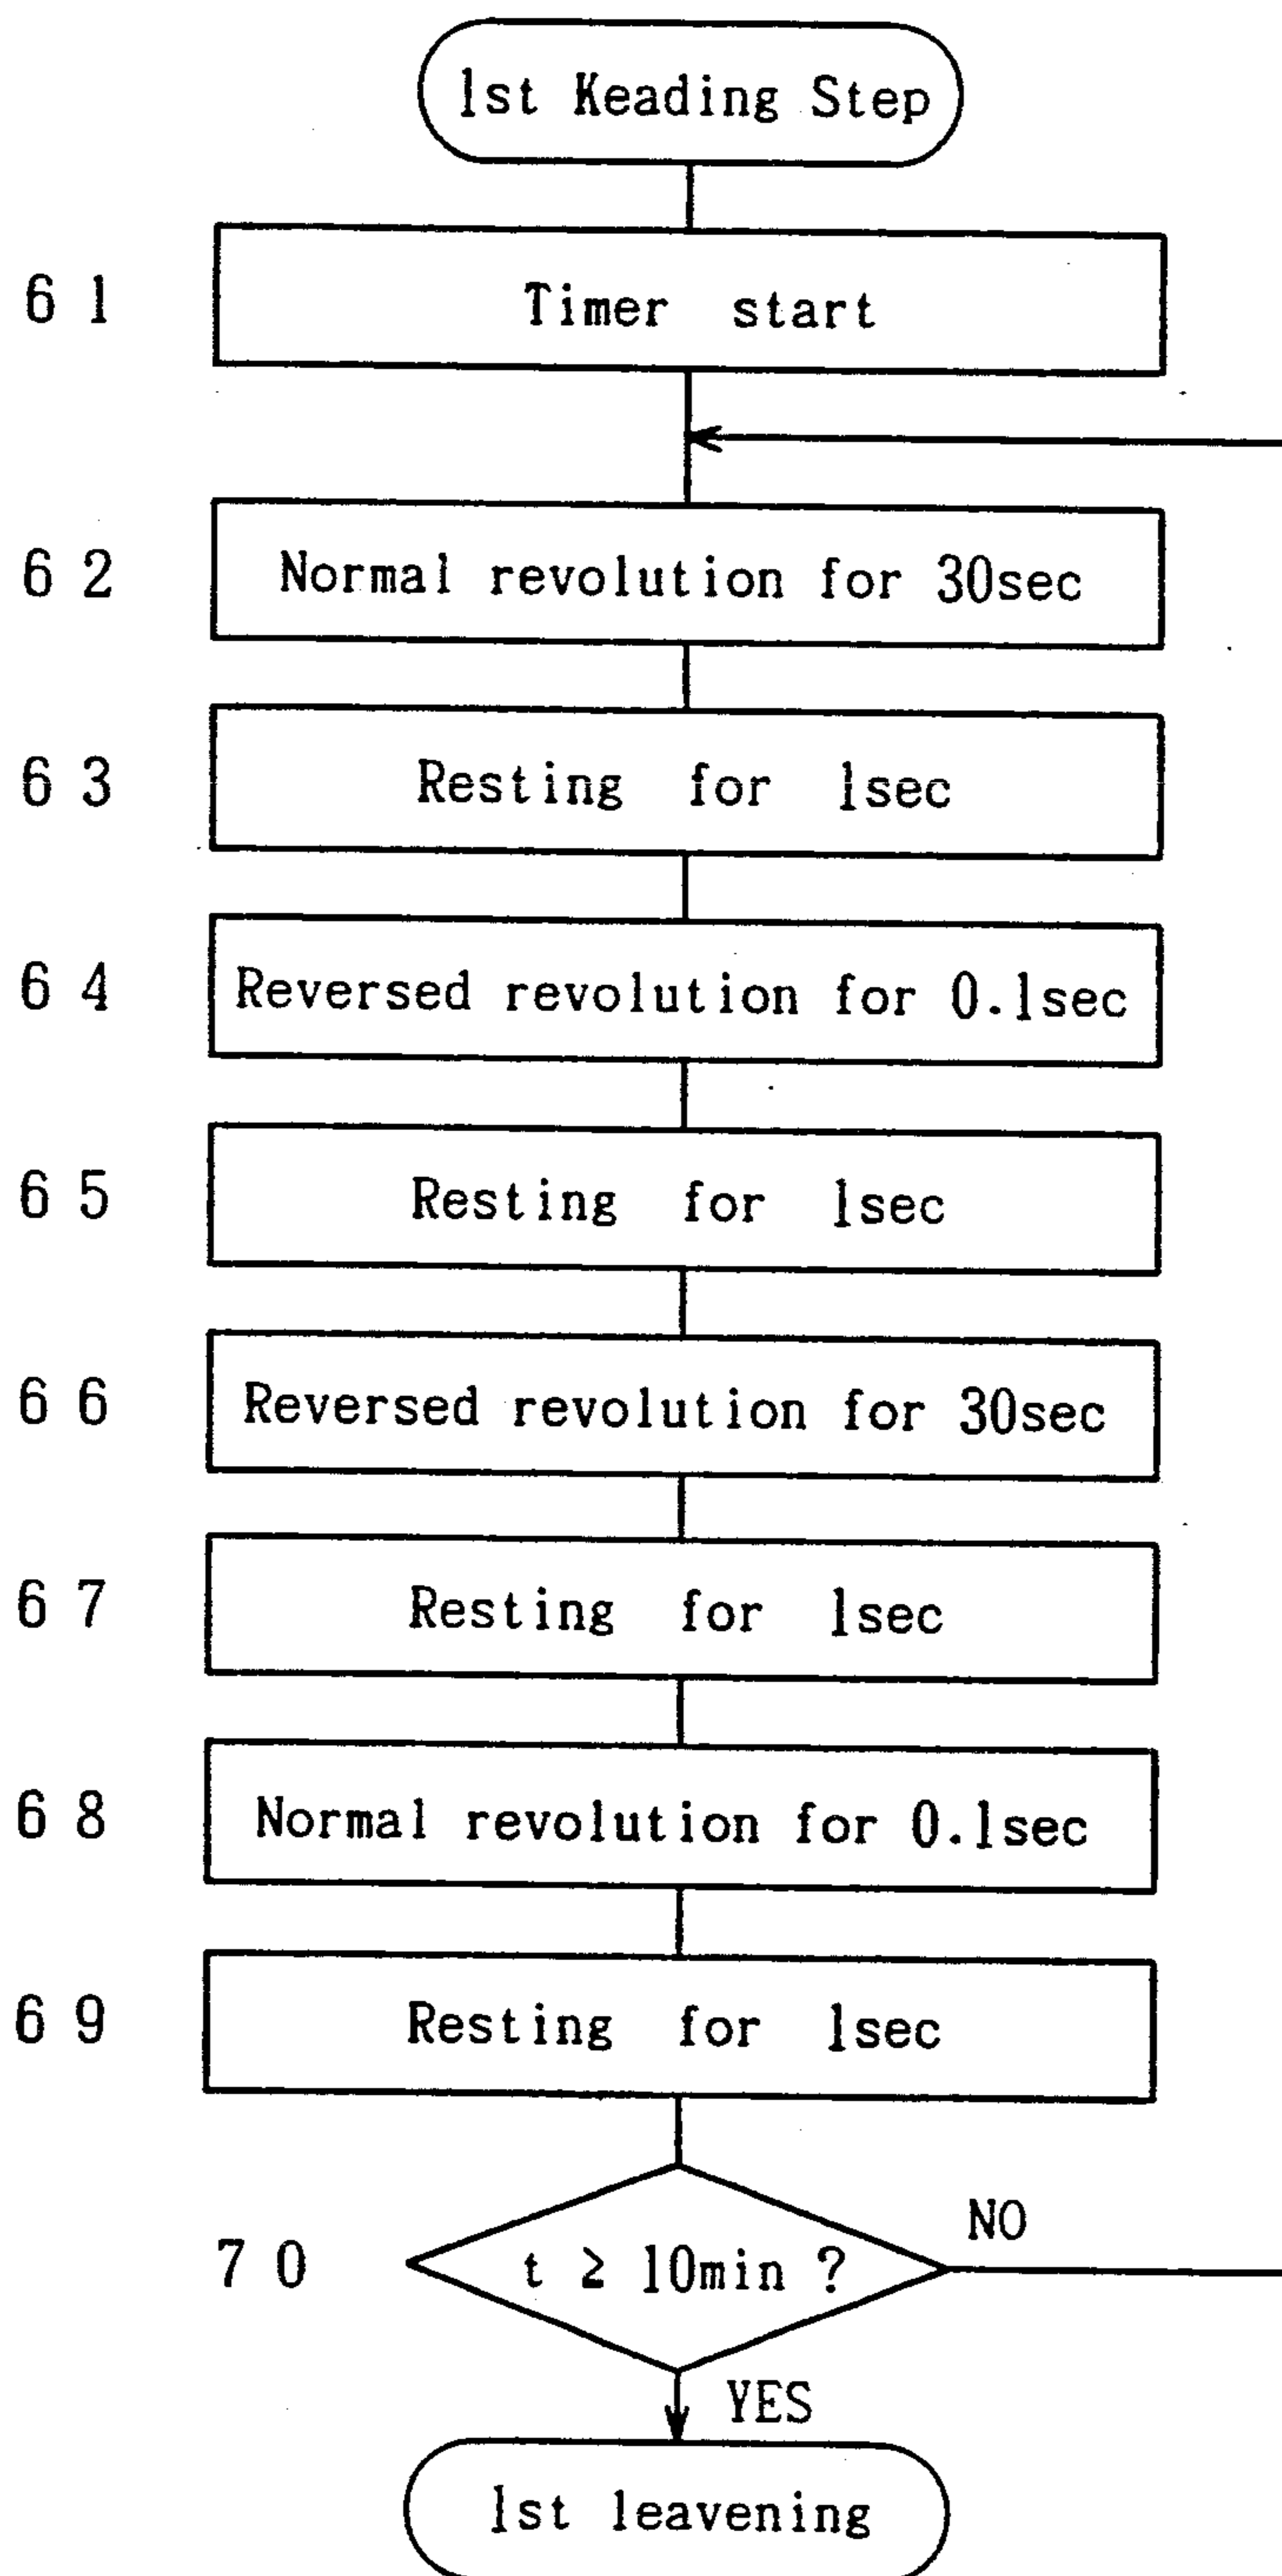 1st Keading Step
61 Timer start
62 Normal revolution for 30sec
63 Resting for 1sec
64 Reversed revolution for 0.1sec
65 Resting for 1sec
66 Reversed revolution for 30sec
67 Resting for 1sec
68 Normal revolution for 0.1sec
69 Resting for 1sec
70 t ≥ 10min ? NO
YES
1st leavening